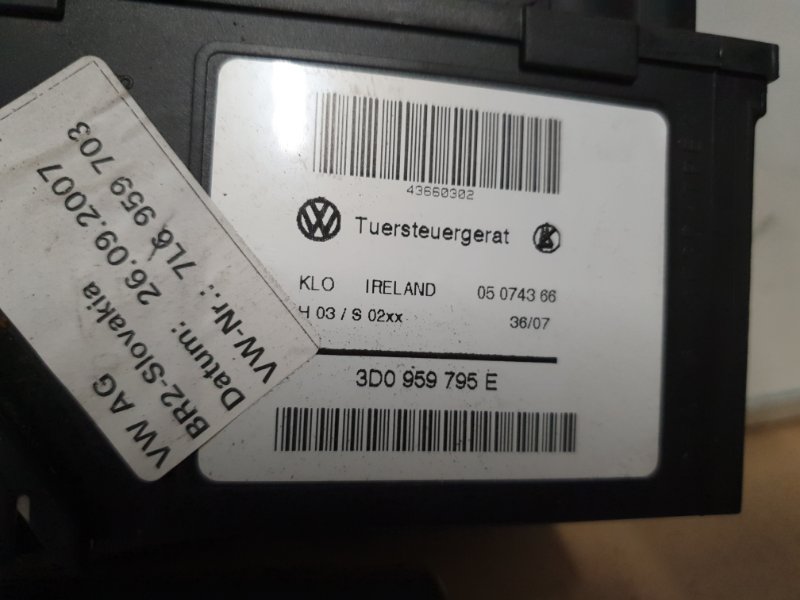 43660302
Tuersteuergerat
KLO IRELAND 05 0743 66
H 03 / S 02xx 36/07
3D0 959 795 E
VW AG
BR2-Slovakia
Datum: 26.09.2007
VW-Nr.: 7L6 959 703